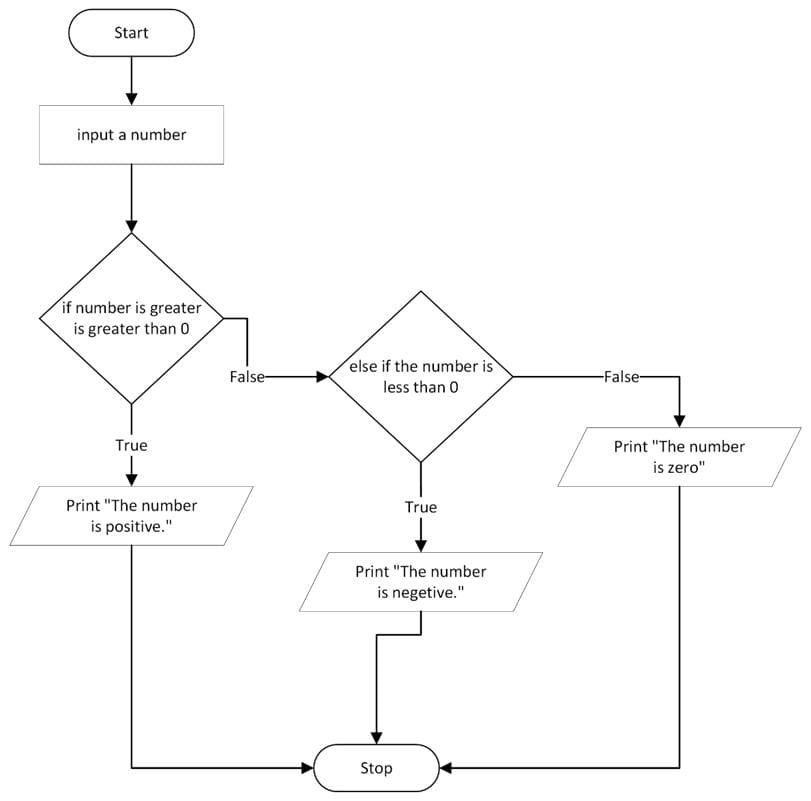 Start
input a number
if number is greater
is greater than 0
False
else if the number is
less than 0
False
True
Print "The number
is positive."
True
Print "The number
is negetive."
Print "The number
is zero"
Stop